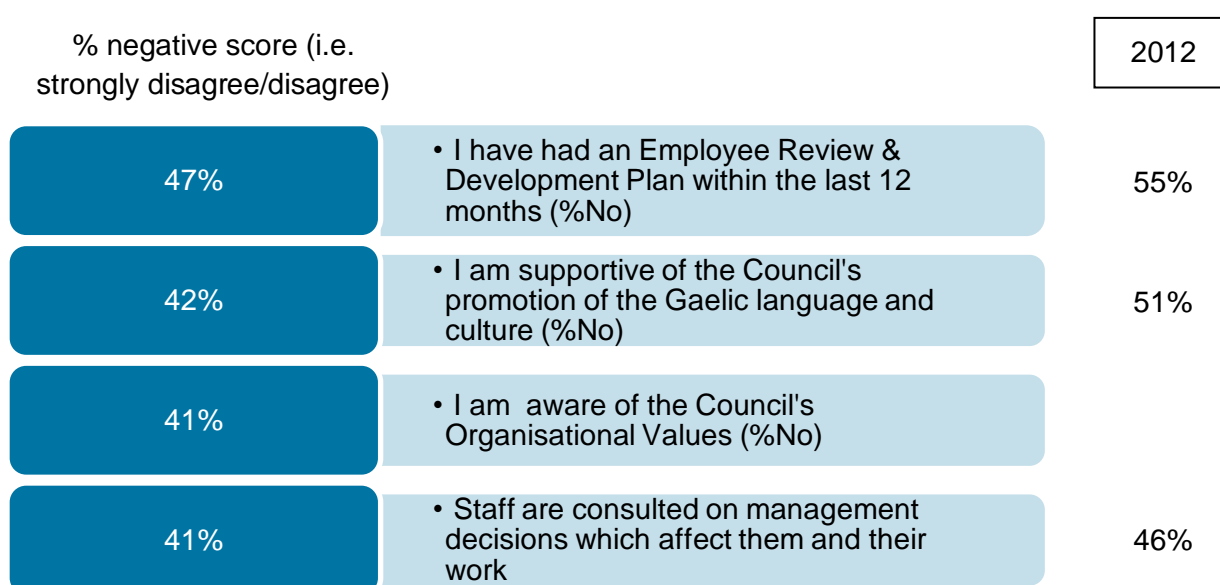 % negative score (i.e.
strongly disagree/disagree)
2012
47%
• I have had an Employee Review &
Development Plan within the last 12
months (%No)
55%
42%
• I am supportive of the Council's
promotion of the Gaelic language and
culture (%No)
51%
41%
• I am aware of the Council's
Organisational Values (%No)
41%
• Staff are consulted on management
decisions which affect them and their
work
46%